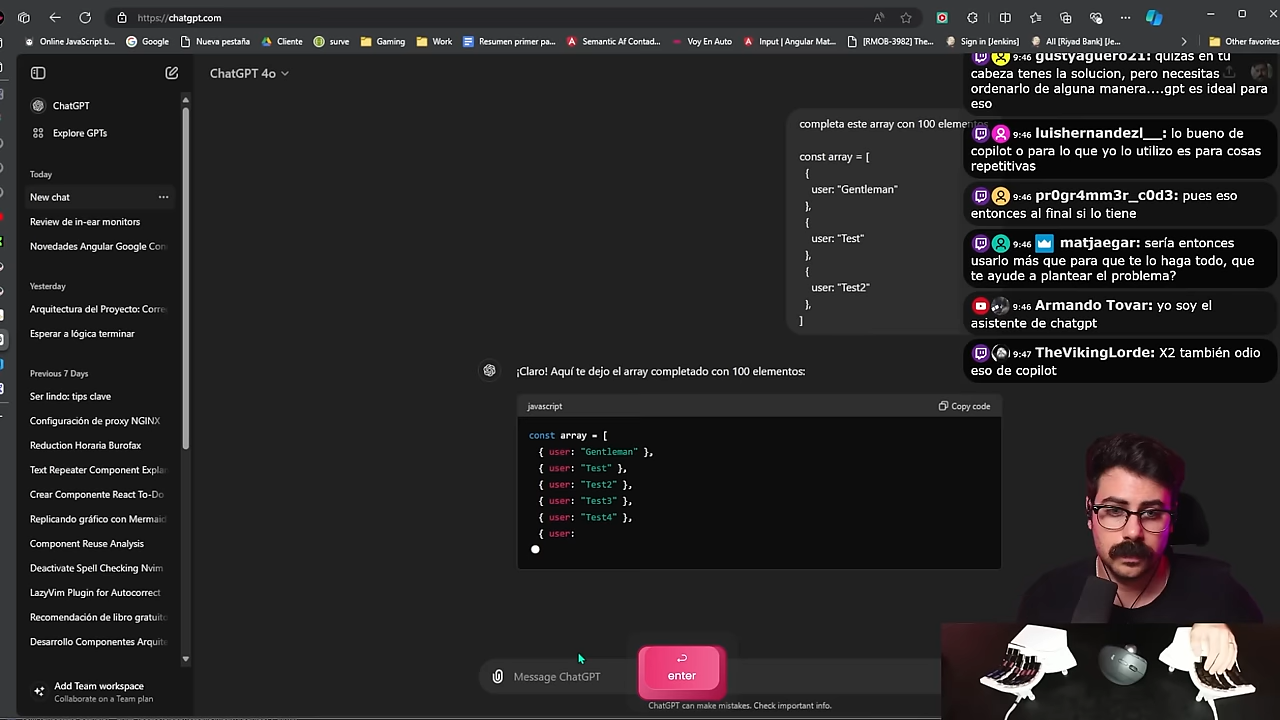 https://chatgpt.com
Online JavaScript b...
Google
Nueva pestaña
Cliente
surve
Gaming
Work
Resumen primer pa...
Semantic Af Contad...
Voy En Auto
Input | Angular Mat...
[RMOB-3982] [The...
Sign in [Jenkins]
All [Riyad Bank] [Je...
Other favorites
ChatGPT 4o
ChatGPT
Explore GPTs
Today
New chat
Review de in-ear monitors
Novedades Angular Google Con
Yesterday
Arquitectura del Proyecto: Corre
Esperar a lógica terminar
Previous 7 Days
Ser lindo: tips clave
Configuración de proxy NGINX
Reduction Horaria Burofax
Text Repeater Component Expla
Crear Componente React To-Do
Replicando gráfico con Mermaid
Component Reuse Analysis
Deactivate Spell Checking Nvim
LazyVim Plugin for Autocorrect
Recomendación de libro gratuito
Desarrollo Componentes Arquite
Add Team workspace
Collaborate on a Team plan
completa este array con 100 elementos
const array = [
{
user: "Gentleman"
},
{
user: "Test"
},
{
user: "Test2"
},
]
¡Claro! Aquí te dejo el array completado con 100 elementos:
javascript
Copy code
const array = [
{ user: "Gentleman" },
{ user: "Test" },
{ user: "Test2" },
{ user: "Test3" },
{ user: "Test4" },
{ user:
Message ChatGPT
enter
ChatGPT can make mistakes. Check important info.
9:46 gustyaguero21: quizas en tu
cabeza tenes la solucion, pero necesitas
ordenarlo de alguna manera....gpt es ideal para
eso
9:46 luishernandezl__: lo bueno de
copilot o para lo que yo lo utilizo es para cosas
repetitivas
9:46 pr0gr4mm3r_c0d3: pues eso
entonces al final si lo tiene
9:46 matjaegar: sería entonces
usarlo más que para que te lo haga todo, que
te ayude a plantear el problema?
9:46 Armando Tovar: yo soy el
asistente de chatgpt
9:47 TheVikingLorde: X2 también odio
eso de copilot